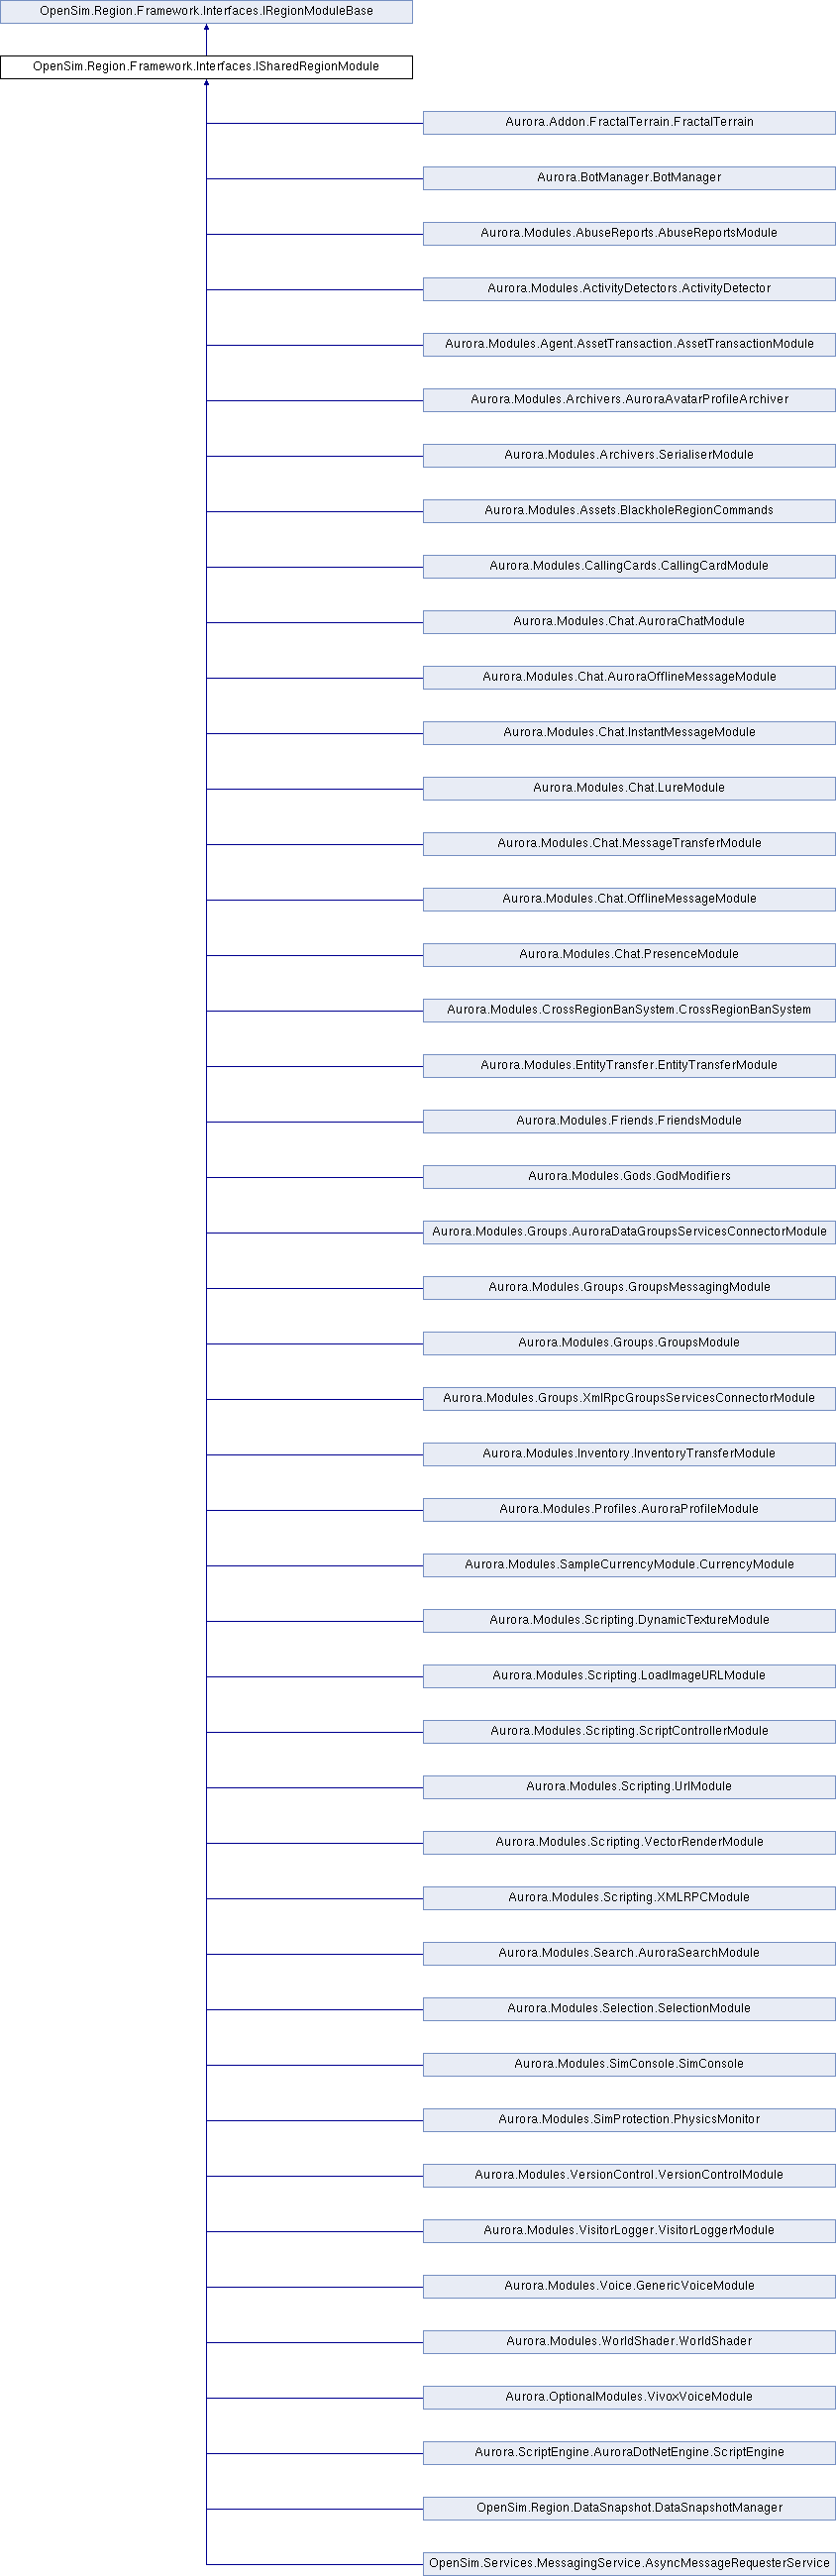 OpenSim.Region.Framework.Interfaces.IRegionModuleBase
OpenSim.Region.Framework.Interfaces.ISharedRegionModule
Aurora.Addon.FractalTerrain.FractalTerrain
Aurora.BotManager.BotManager
Aurora.Modules.AbuseReports.AbuseReportsModule
Aurora.Modules.ActivityDetectors.ActivityDetector
Aurora.Modules.Agent.AssetTransaction.AssetTransactionModule
Aurora.Modules.Archivers.AuroraAvatarProfileArchiver
Aurora.Modules.Archivers.SerialiserModule
Aurora.Modules.Assets.BlackholeRegionCommands
Aurora.Modules.CallingCards.CallingCardModule
Aurora.Modules.Chat.AuroraChatModule
Aurora.Modules.Chat.AuroraOfflineMessageModule
Aurora.Modules.Chat.InstantMessageModule
Aurora.Modules.Chat.LureModule
Aurora.Modules.Chat.MessageTransferModule
Aurora.Modules.Chat.OfflineMessageModule
Aurora.Modules.Chat.PresenceModule
Aurora.Modules.CrossRegionBanSystem.CrossRegionBanSystem
Aurora.Modules.EntityTransfer.EntityTransferModule
Aurora.Modules.Friends.FriendsModule
Aurora.Modules.Gods.GodModifiers
Aurora.Modules.Groups.AuroraDataGroupsServicesConnectorModule
Aurora.Modules.Groups.GroupsMessagingModule
Aurora.Modules.Groups.GroupsModule
Aurora.Modules.Groups.XmlRpcGroupsServicesConnectorModule
Aurora.Modules.Inventory.InventoryTransferModule
Aurora.Modules.Profiles.AuroraProfileModule
Aurora.Modules.SampleCurrencyModule.CurrencyModule
Aurora.Modules.Scripting.DynamicTextureModule
Aurora.Modules.Scripting.LoadImageURLModule
Aurora.Modules.Scripting.ScriptControllerModule
Aurora.Modules.Scripting.UrlModule
Aurora.Modules.Scripting.VectorRenderModule
Aurora.Modules.Scripting.XMLRPCModule
Aurora.Modules.Search.AuroraSearchModule
Aurora.Modules.Selection.SelectionModule
Aurora.Modules.SimConsole.SimConsole
Aurora.Modules.SimProtection.PhysicsMonitor
Aurora.Modules.VersionControl.VersionControlModule
Aurora.Modules.VisitorLogger.VisitorLoggerModule
Aurora.Modules.Voice.GenericVoiceModule
Aurora.Modules.WorldShader.WorldShader
Aurora.OptionalModules.VivoxVoiceModule
Aurora.ScriptEngine.AuroraDotNetEngine.ScriptEngine
OpenSim.Region.DataSnapshot.DataSnapshotManager
OpenSim.Services.MessagingService.AsyncMessageRequesterService